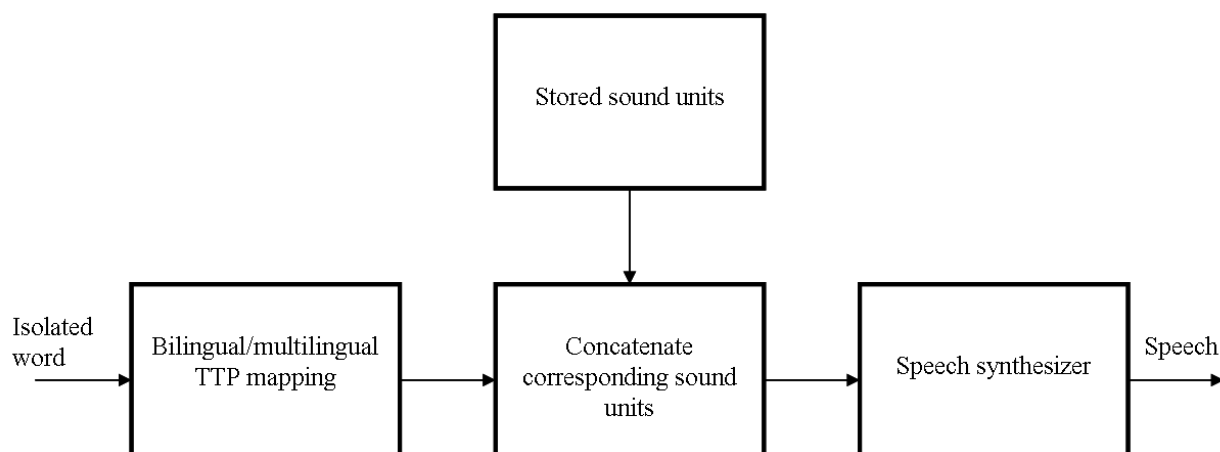 Stored sound units
Isolated
word
Bilingual/multilingual
TTP mapping
Concatenate
corresponding sound
units
Speech synthesizer
Speech